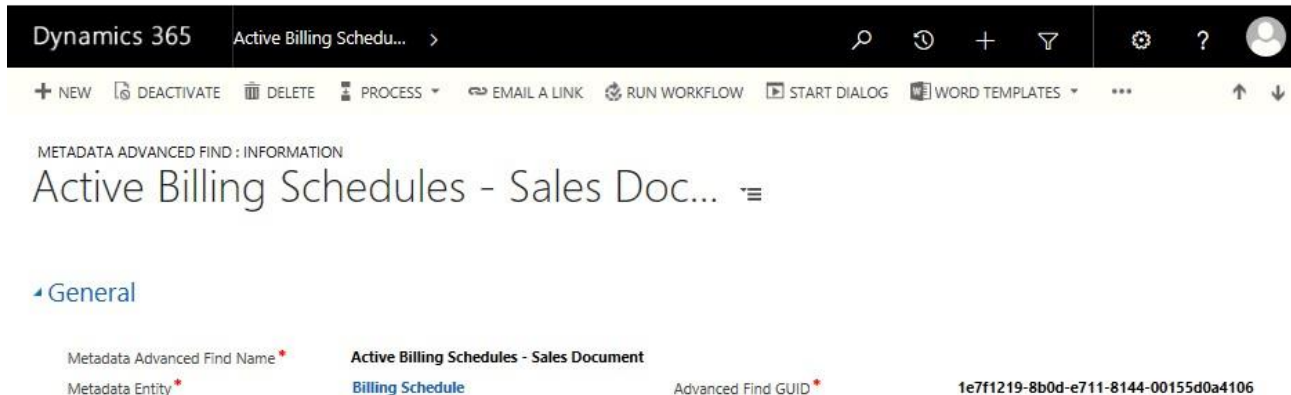 Dynamics 365 Active Billing Schedu... >
NEW DEACTIVATE DELETE PROCESS EMAIL A LINK RUN WORKFLOW START DIALOG WORD TEMPLATES ...
METADATA ADVANCED FIND : INFORMATION
Active Billing Schedules - Sales Doc...
General
Metadata Advanced Find Name * Active Billing Schedules - Sales Document
Metadata Entity * Billing Schedule Advanced Find GUID * 1e7f1219-8b0d-e711-8144-00155d0a4106